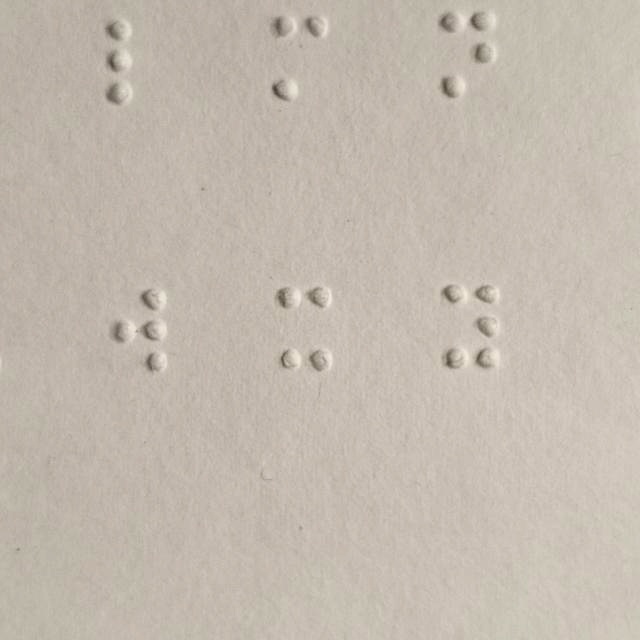 ⠇ ⠍ ⠝
⠺ ⠭ ⠽